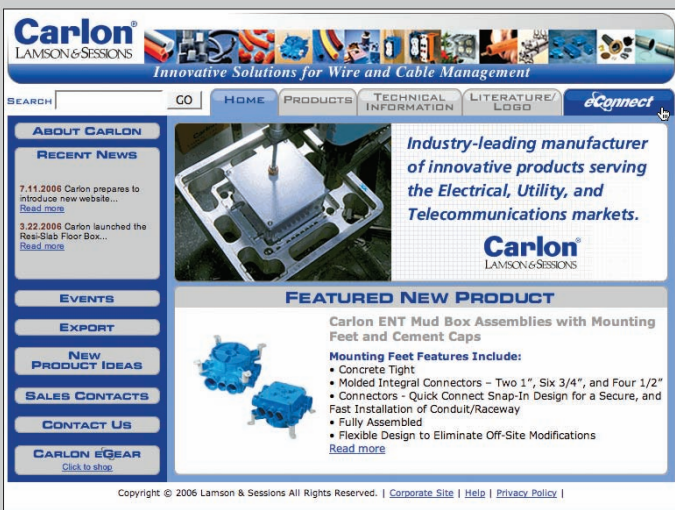 Carlon®
LAMSON & SESSIONS
Innovative Solutions for Wire and Cable Management
SEARCH
GO
HOME
PRODUCTS
TECHNICAL
INFORMATION
LITERATURE/
LOGO
eConnect
ABOUT CARLON
RECENT NEWS
7.11.2006 Carlon prepares to
introduce new website...
Read more
3.22.2006 Carlon launched the
Resi-Slab Floor Box...
Read more
EVENTS
EXPORT
NEW
PRODUCT IDEAS
SALES CONTACTS
CONTACT US
CARLON EGEAR
Click to shop
Industry-leading manufacturer
of innovative products serving
the Electrical, Utility, and
Telecommunications markets.
Carlon®
LAMSON & SESSIONS
FEATURED NEW PRODUCT
Carlon ENT Mud Box Assemblies with Mounting
Feet and Cement Caps
Mounting Feet Features Include:
• Concrete Tight
• Molded Integral Connectors – Two 1”, Six 3/4”, and Four 1/2”
• Connectors - Quick Connect Snap-In Design for a Secure, and
Fast Installation of Conduit/Raceway
• Fully Assembled
• Flexible Design to Eliminate Off-Site Modifications
Read more
Copyright © 2006 Lamson & Sessions All Rights Reserved. | Corporate Site | Help | Privacy Policy |